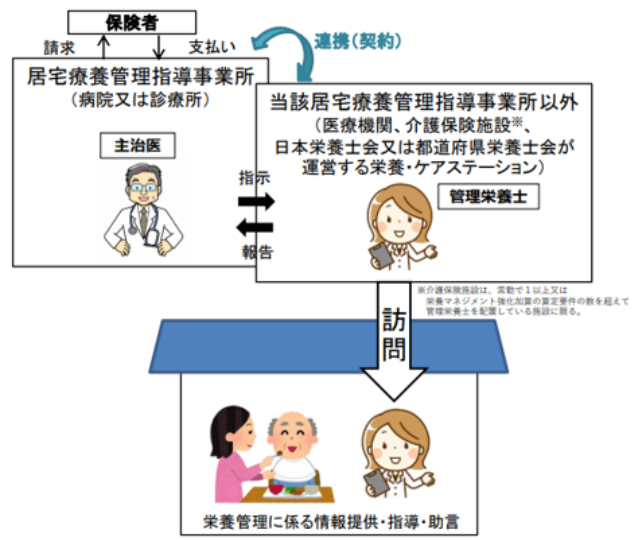 保険者
請求
支払い
連携(契約)
居宅療養管理指導事業所
(病院又は診療所)
主治医
当該居宅療養管理指導事業所以外
(医療機関、介護保険施設※、
日本栄養士会又は都道府県栄養士会が
運営する栄養・ケアステーション)
管理栄養士
指示
報告
※介護保険施設は、常勤で1以上又は
栄養マネジメント強化加算の算定要件の数を超えて
管理栄養士を配置している施設に限る。
訪問
栄養管理に係る情報提供・指導・助言